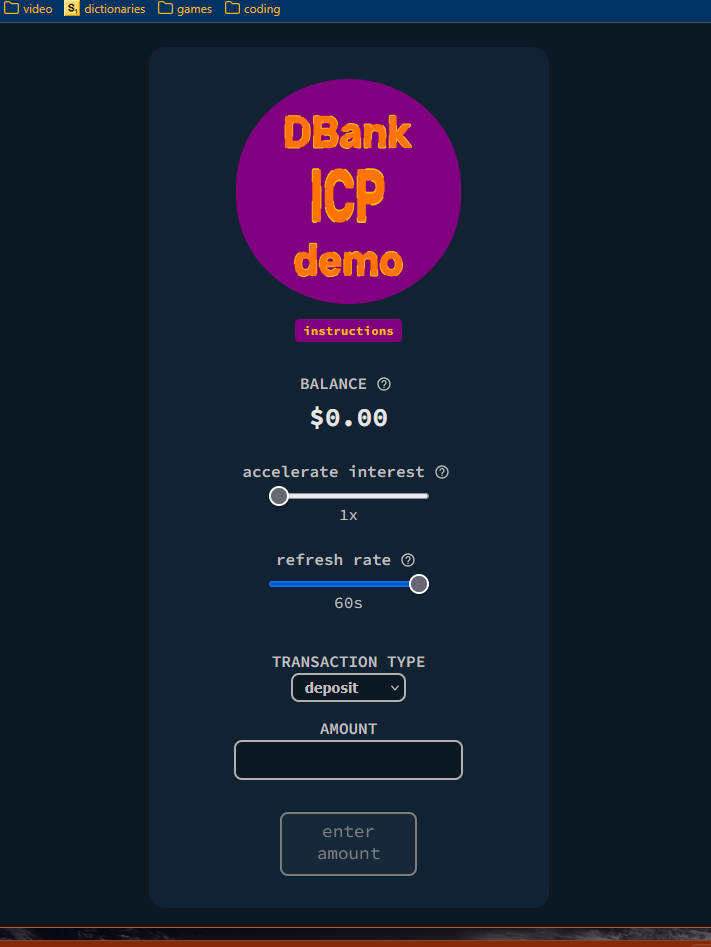 video dictionaries games coding
DBank
ICP
demo
instructions
BALANCE
$0.00
accelerate interest
1x
refresh rate
60s
TRANSACTION TYPE
deposit
AMOUNT
enter
amount